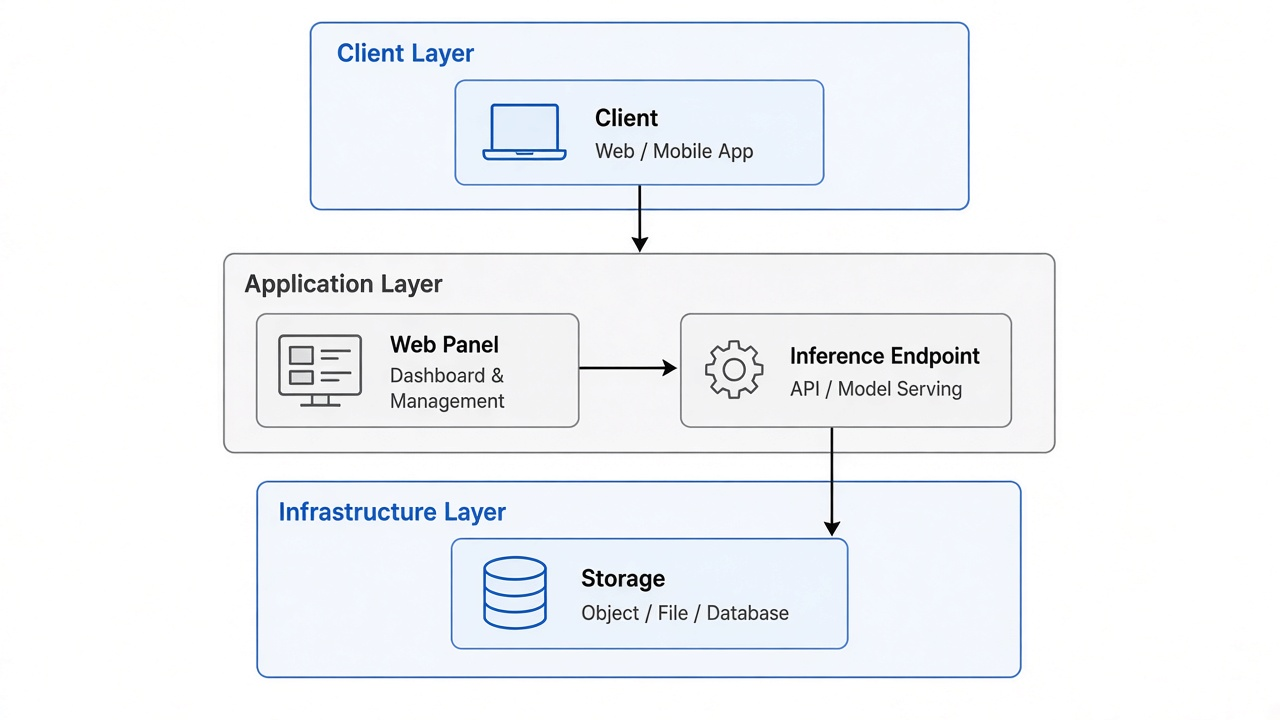 Client Layer
Client
Web / Mobile App
Application Layer
Web Panel
Dashboard &
Management
Inference Endpoint
API / Model Serving
Infrastructure Layer
Storage
Object / File / Database